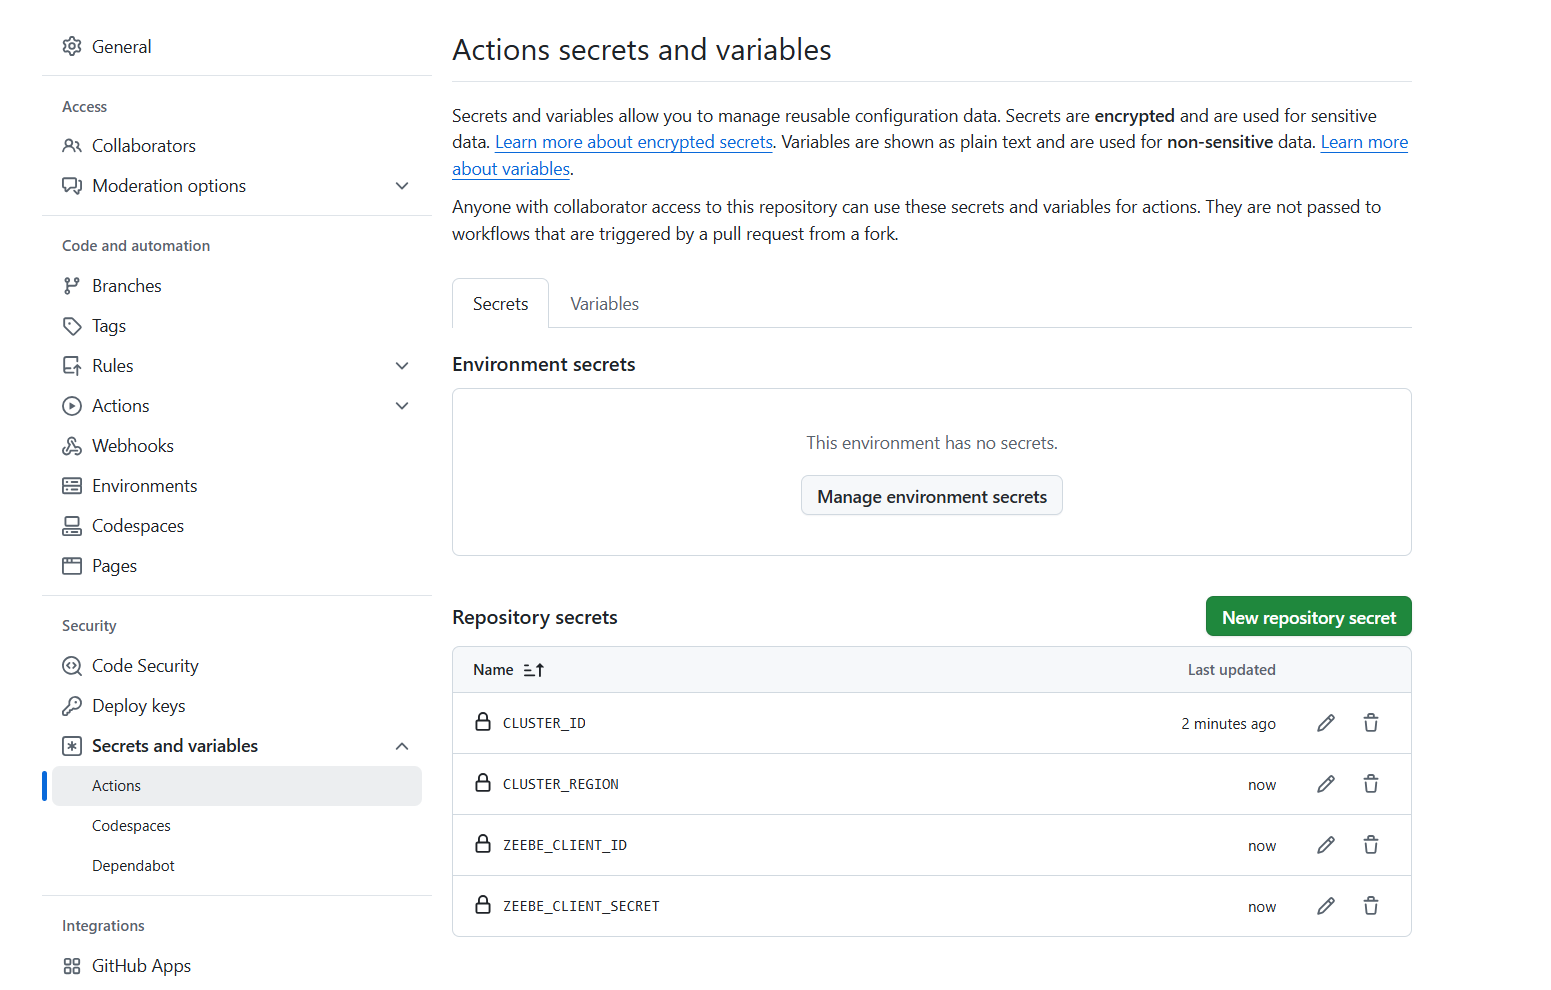 General
Access
Collaborators
Moderation options
Code and automation
Branches
Tags
Rules
Actions
Webhooks
Environments
Codespaces
Pages
Security
Code Security
Deploy keys
Secrets and variables
Actions
Codespaces
Dependabot
Integrations
GitHub Apps
Actions secrets and variables
Secrets and variables allow you to manage reusable configuration data. Secrets are encrypted and are used for sensitive
data. Learn more about encrypted secrets. Variables are shown as plain text and are used for non-sensitive data. Learn more
about variables.
Anyone with collaborator access to this repository can use these secrets and variables for actions. They are not passed to
workflows that are triggered by a pull request from a fork.
Secrets Variables
Environment secrets
This environment has no secrets.
Manage environment secrets
Repository secrets New repository secret
Name Last updated
CLUSTER_ID 2 minutes ago
CLUSTER_REGION now
ZEEBE_CLIENT_ID now
ZEEBE_CLIENT_SECRET now